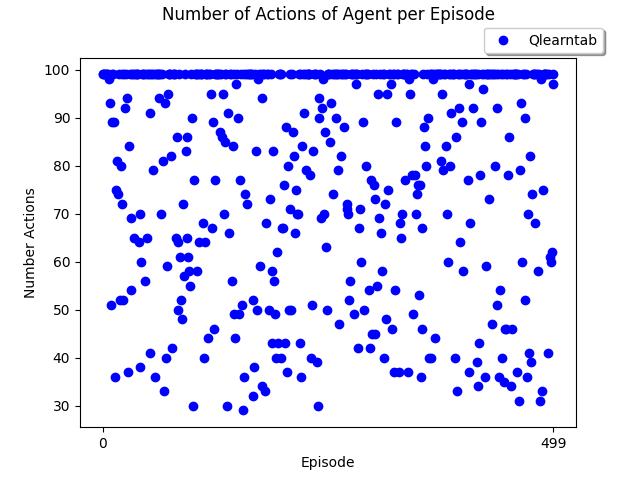 Number of Actions of Agent per Episode
Qlearntab
100
90
80
70
60
50
40
30
Number Actions
0
499
Episode